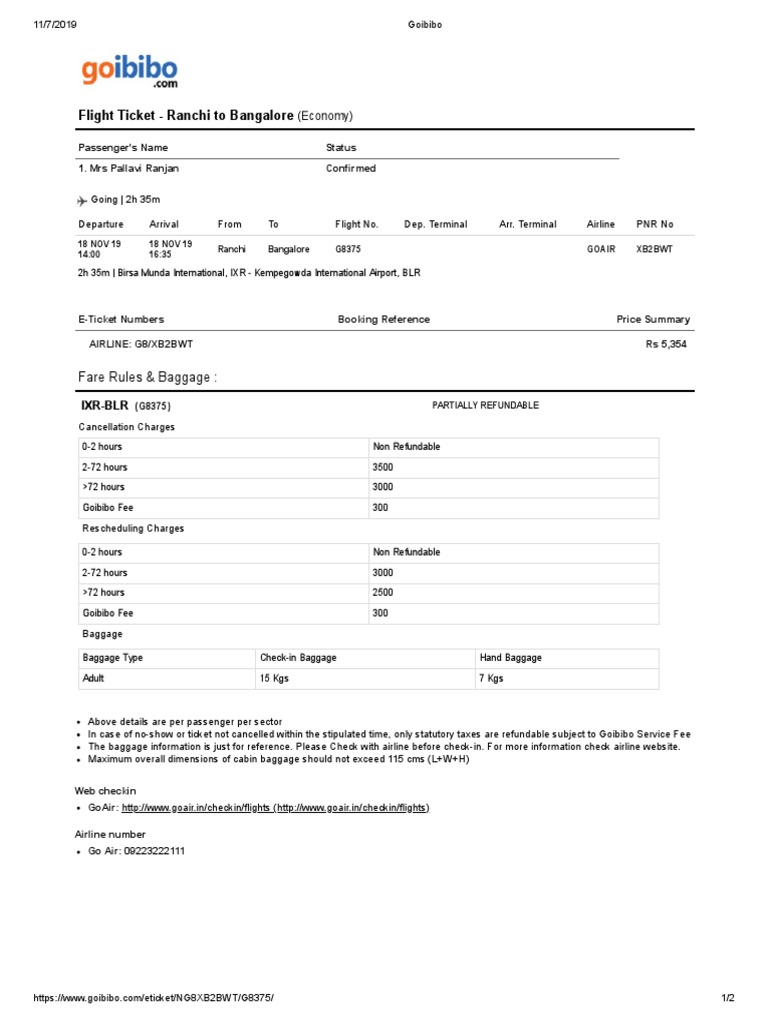 11/7/2019 Goibibo
goibibo
.com
Flight Ticket - Ranchi to Bangalore (Economy)
Passenger's Name Status
1. Mrs Pallavi Ranjan Confirmed
Going | 2h 35m
Departure Arrival From To Flight No. Dep. Terminal Arr. Terminal Airline PNR No
18 NOV 19 18 NOV 19 Ranchi Bangalore G8375 GOAIR XB2BWT
14:00 16:35
2h 35m | Birsa Munda International, IXR - Kempegowda International Airport, BLR
E-Ticket Numbers Booking Reference Price Summary
AIRLINE: G8/XB2BWT Rs 5,354
Fare Rules & Baggage :
IXR-BLR (G8375) PARTIALLY REFUNDABLE
Cancellation Charges
0-2 hours Non Refundable
2-72 hours 3500
>72 hours 3000
Goibibo Fee 300
Rescheduling Charges
0-2 hours Non Refundable
2-72 hours 3000
>72 hours 2500
Goibibo Fee 300
Baggage
Baggage Type Check-in Baggage Hand Baggage
Adult 15 Kgs 7 Kgs
• Above details are per passenger per sector
• In case of no-show or ticket not cancelled within the stipulated time, only statutory taxes are refundable subject to Goibibo Service Fee
• The baggage information is just for reference. Please Check with airline before check-in. For more information check airline website.
• Maximum overall dimensions of cabin baggage should not exceed 115 cms (L+W+H)
Web checkin
• GoAir: http://www.goair.in/checkin/flights (http://www.goair.in/checkin/flights)
Airline number
• Go Air: 09223222111
https://www.goibibo.com/eticket/NG8XB2BWT/G8375/ 1/2